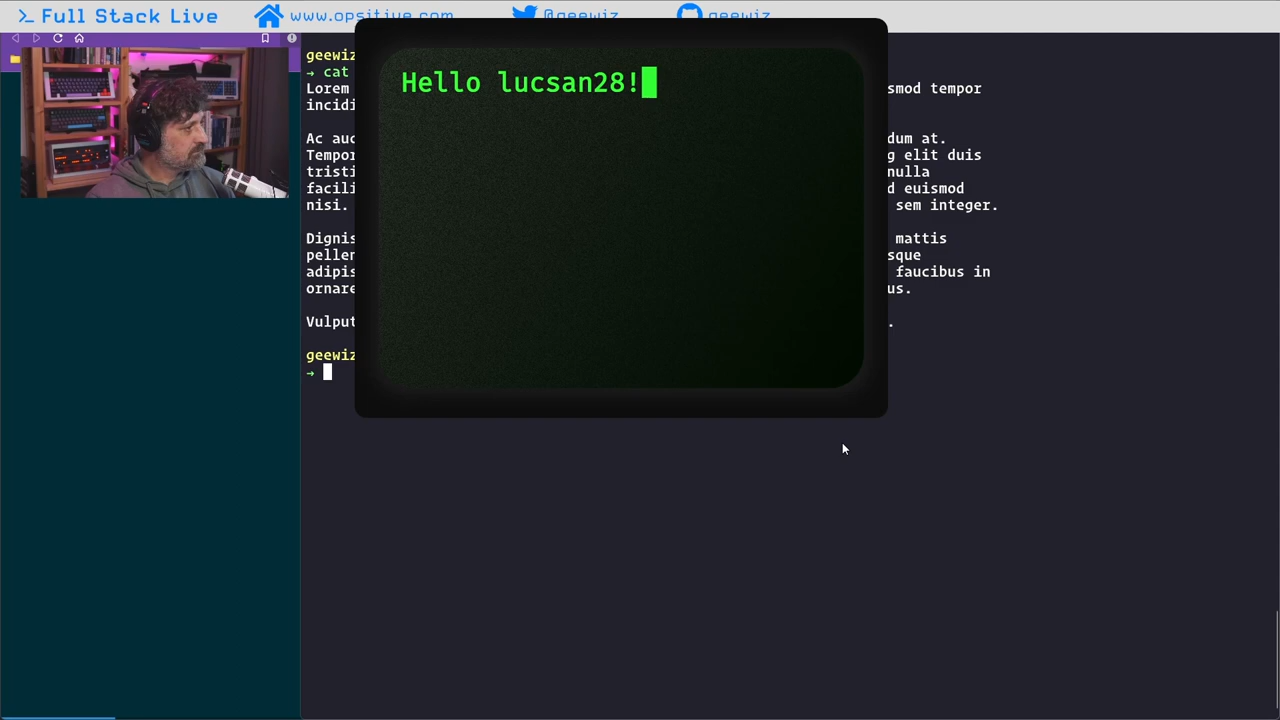 >_ Full Stack Live www.opsitive.com @geewiz geewiz
geewiz
→ cat
Hello lucsan28!
Lorem smod tempor
incidi
Ac auc dum at.
Tempor g elit duis
tristi nulla
facili d euismod
nisi. sem integer.
Dignis mattis
peller sque
adipis faucibus in
ornare us.
Vulput .
geewiz
→